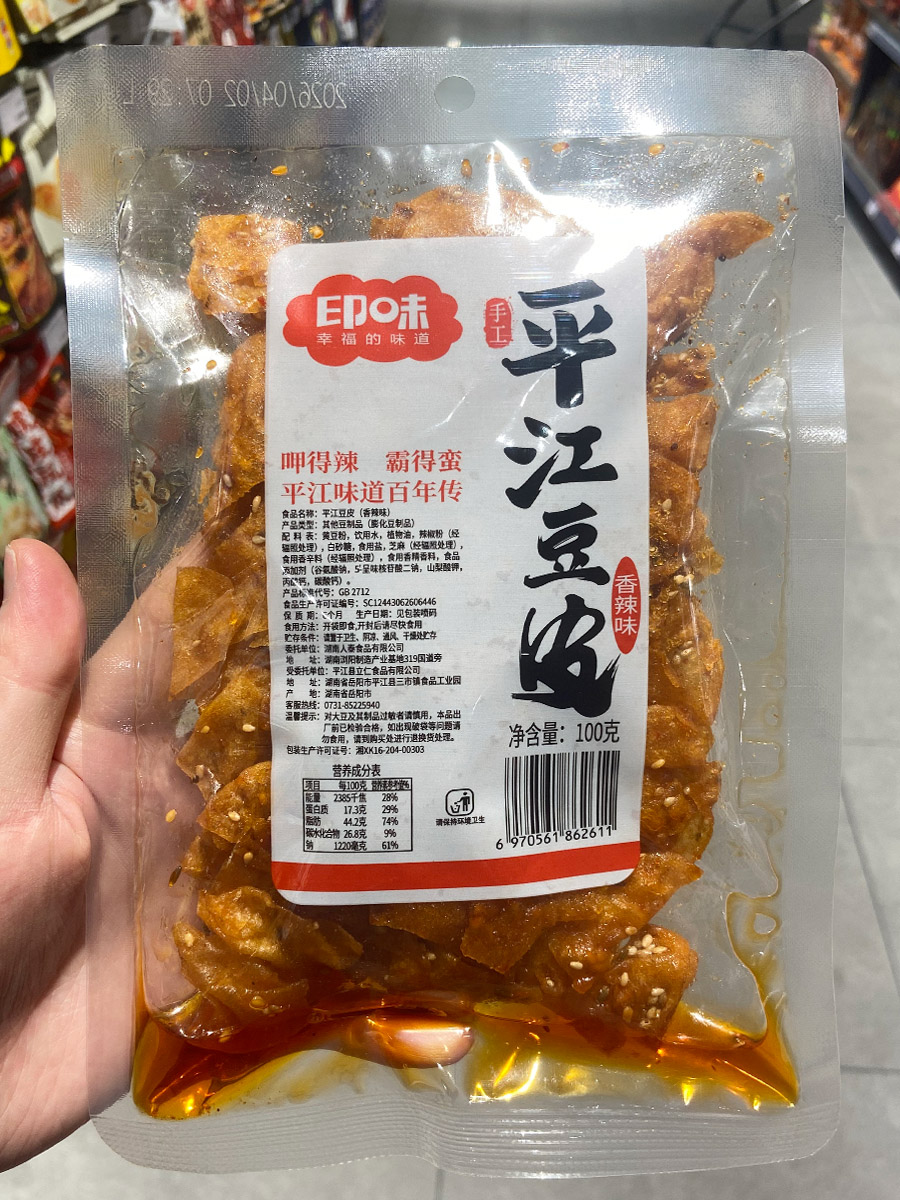 2026/04/02 07:29 L
印味
幸福的味道
手工
平江豆皮
香辣味
呷得辣 霸得蛮
平江味道百年传
食品名称：平江豆皮（香辣味）
产品类型：其他豆制品（膨化豆制品）
配 料 表：黄豆粉，饮用水，植物油，辣椒粉（经
辐照处理），白砂糖，食用盐，芝麻（经辐照处理），
食用香辛料（经辐照处理），食用香精香料，食品
添加剂（谷氨酸钠，5'-呈味核苷酸二钠，山梨酸钾，
丙酸钙，碳酸钙）。
产品标准代号：GB 2712
食品生产许可证编号：SC12443062606446
保 质 期： 个月 生产日期：见包装喷码
食用方法：开袋即食,开封后请尽快食用
贮存条件：请置于卫生、阴凉、通风、干燥处贮存
委托单位：湖南人泰食品有限公司
地 址：湖南浏阳制造产业基地319国道旁
受委托单位：平江县立仁食品有限公司
地 址：湖南省岳阳市平江县三市镇食品工业园
产 地：湖南省岳阳市
客服热线：0731-85225940
温馨提示：对大豆及其制品过敏者请慎用，本品出
厂前已检验合格，如出现破袋等问题请
勿食用，请到购买处进行退换货处理。
包装生产许可证号：湘XK16-204-00303
营养成分表
项目 每100克 营养素参考值%
能量 2385千焦 28%
蛋白质 17.3克 29%
脂肪 44.2克 74%
碳水化合物 26.8克 9%
钠 1220毫克 61%
请保持环境卫生
净含量：100克
6 970561 862611